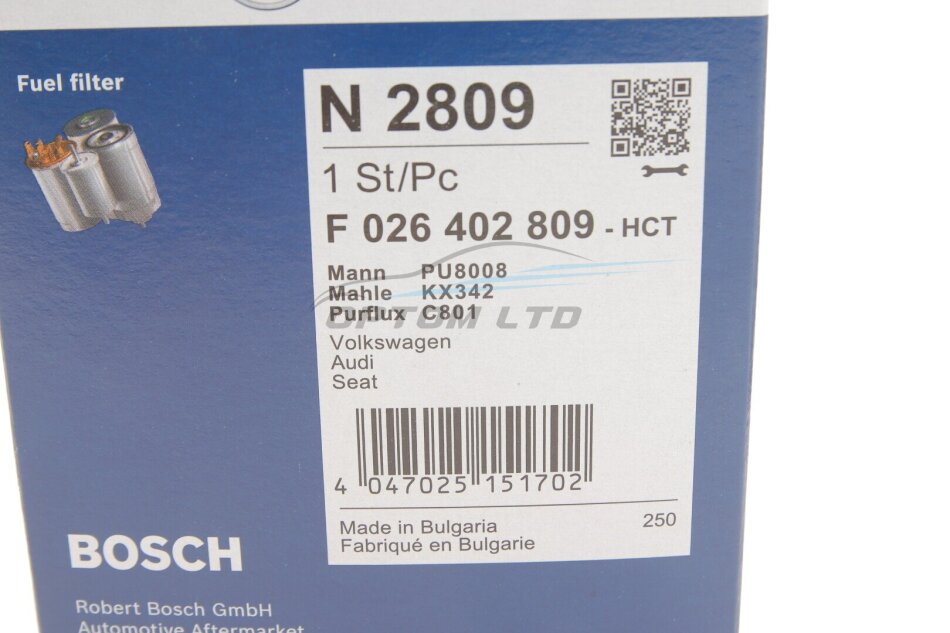 Fuel filter
N 2809
1 St/Pc
F 026 402 809 - HCT
Mann PU8008
Mahle KX342
Purflux C801
OPTOM LTD
Volkswagen
Audi
Seat
4 047025 151702
Made in Bulgaria 250
Fabriqué en Bulgarie
BOSCH
Robert Bosch GmbH
Automotive Aftermarket